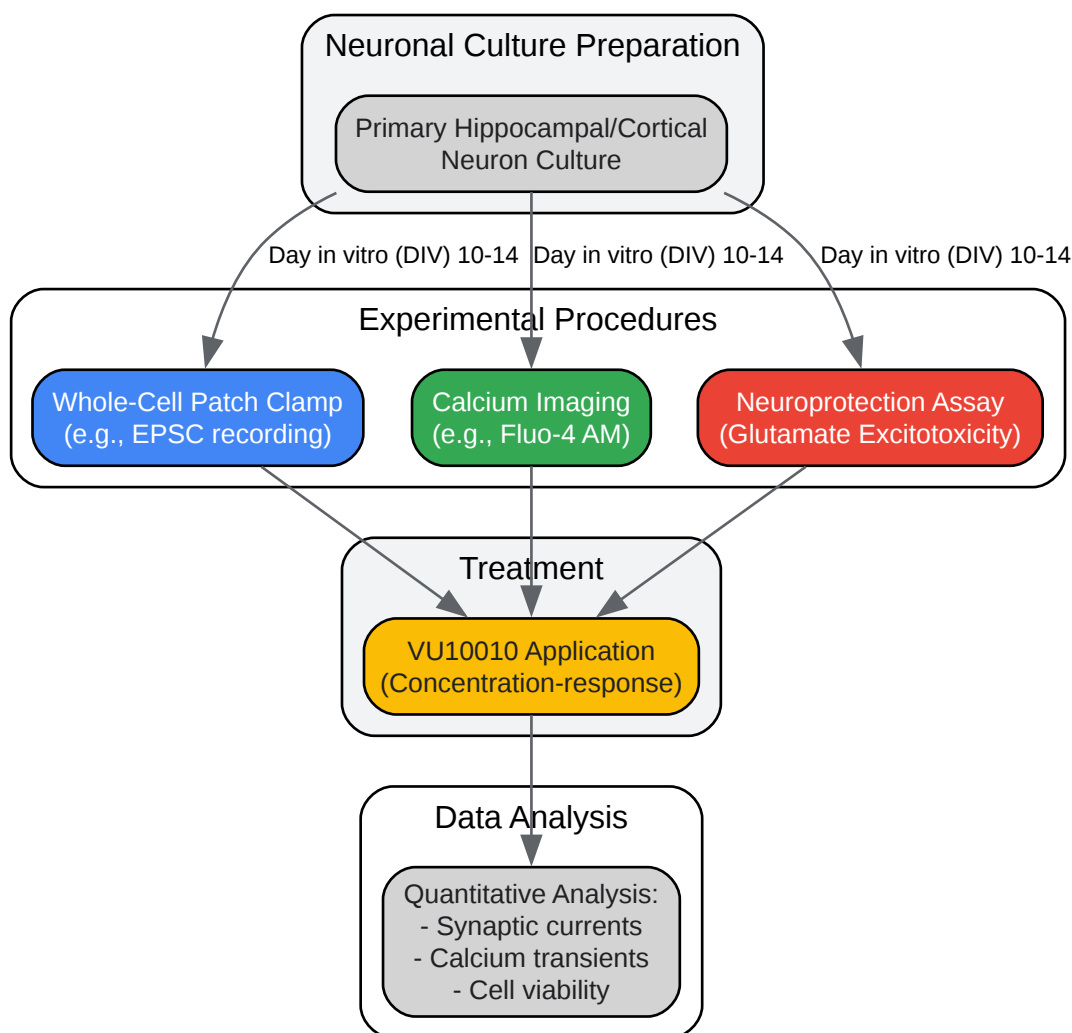 Neuronal Culture Preparation
Primary Hippocampal/Cortical
Neuron Culture
Day in vitro (DIV) 10-14
Day in vitro (DIV) 10-14
Day in vitro (DIV) 10-14
Experimental Procedures
Whole-Cell Patch Clamp
(e.g., EPSC recording)
Calcium Imaging
(e.g., Fluo-4 AM)
Neuroprotection Assay
(Glutamate Excitotoxicity)
Treatment
VU10010 Application
(Concentration-response)
Data Analysis
Quantitative Analysis:
- Synaptic currents
- Calcium transients
- Cell viability